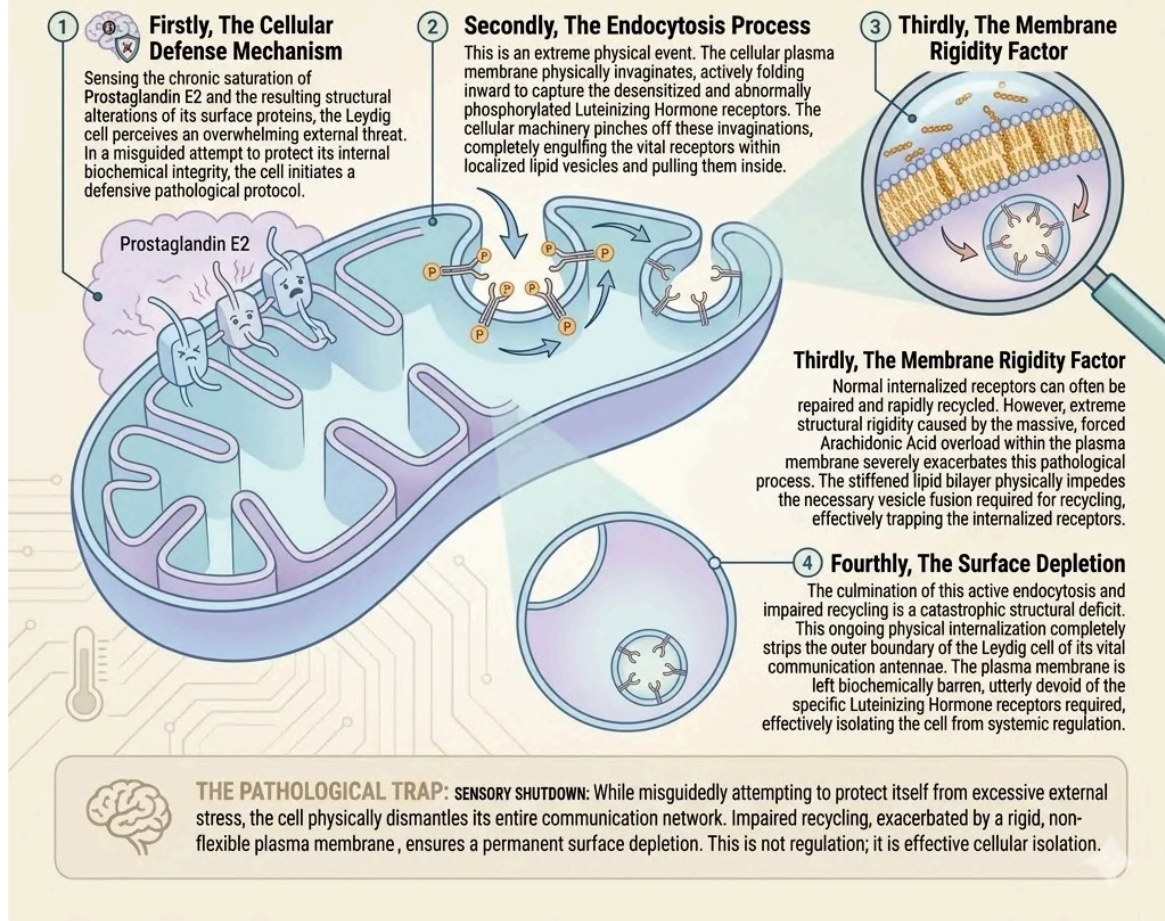 1
Firstly, The Cellular
Defense Mechanism
Sensing the chronic saturation of
Prostaglandin E2 and the resulting structural
alterations of its surface proteins, the Leydig
cell perceives an overwhelming external threat.
In a misguided attempt to protect its internal
biochemical integrity, the cell initiates a
defensive pathological protocol.
Prostaglandin E2
2
Secondly, The Endocytosis Process
This is an extreme physical event. The cellular plasma
membrane physically invaginates, actively folding
inward to capture the desensitized and abnormally
phosphorylated Luteinizing Hormone receptors. The
cellular machinery pinches off these invaginations,
completely engulfing the vital receptors within
localized lipid vesicles and pulling them inside.
P
P
P
P
P
P
P
P
3
Thirdly, The Membrane
Rigidity Factor
Thirdly, The Membrane Rigidity Factor
Normal internalized receptors can often be
repaired and rapidly recycled. However, extreme
structural rigidity caused by the massive, forced
Arachidonic Acid overload within the plasma
membrane severely exacerbates this pathological
process. The stiffened lipid bilayer physically impedes
the necessary vesicle fusion required for recycling,
effectively trapping the internalized receptors.
4
Fourthly, The Surface Depletion
The culmination of this active endocytosis and
impaired recycling is a catastrophic structural deficit.
This ongoing physical internalization completely
strips the outer boundary of the Leydig cell of its vital
communication antennae. The plasma membrane is
left biochemically barren, utterly devoid of the
specific Luteinizing Hormone receptors required,
effectively isolating the cell from systemic regulation.
THE PATHOLOGICAL TRAP: SENSORY SHUTDOWN: While misguidedly attempting to protect itself from excessive external
stress, the cell physically dismantles its entire communication network. Impaired recycling, exacerbated by a rigid, non-
flexible plasma membrane, ensures a permanent surface depletion. This is not regulation; it is effective cellular isolation.